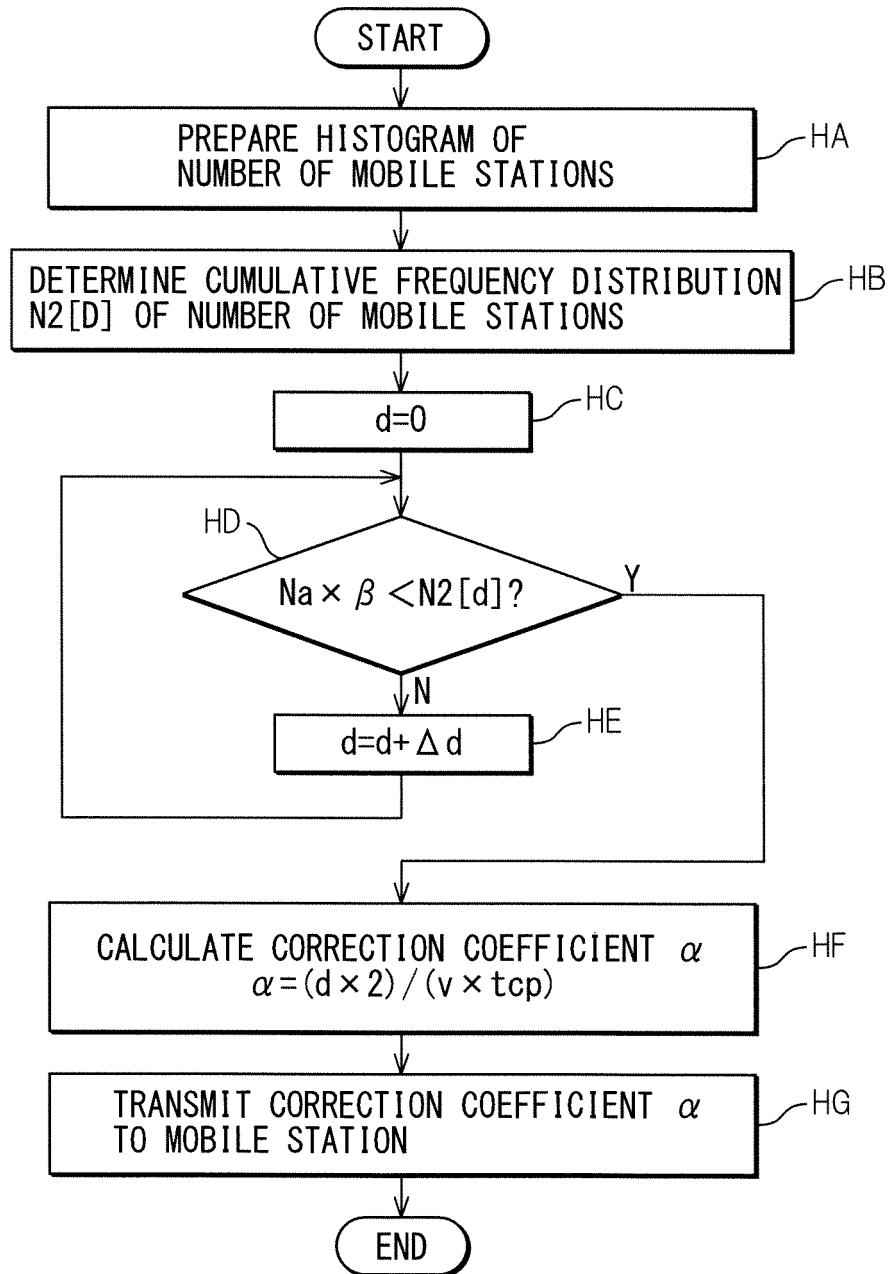 START
PREPARE HISTOGRAM OF
NUMBER OF MOBILE STATIONS
HA
DETERMINE CUMULATIVE FREQUENCY DISTRIBUTION
N2[D] OF NUMBER OF MOBILE STATIONS
HB
d=0
HC
HD
Na × β <N2[d]?
Y
N
d=d+Δd
HE
CALCULATE CORRECTION COEFFICIENT α
α=(d×2)/(v×tcp)
HF
TRANSMIT CORRECTION COEFFICIENT α
TO MOBILE STATION
HG
END